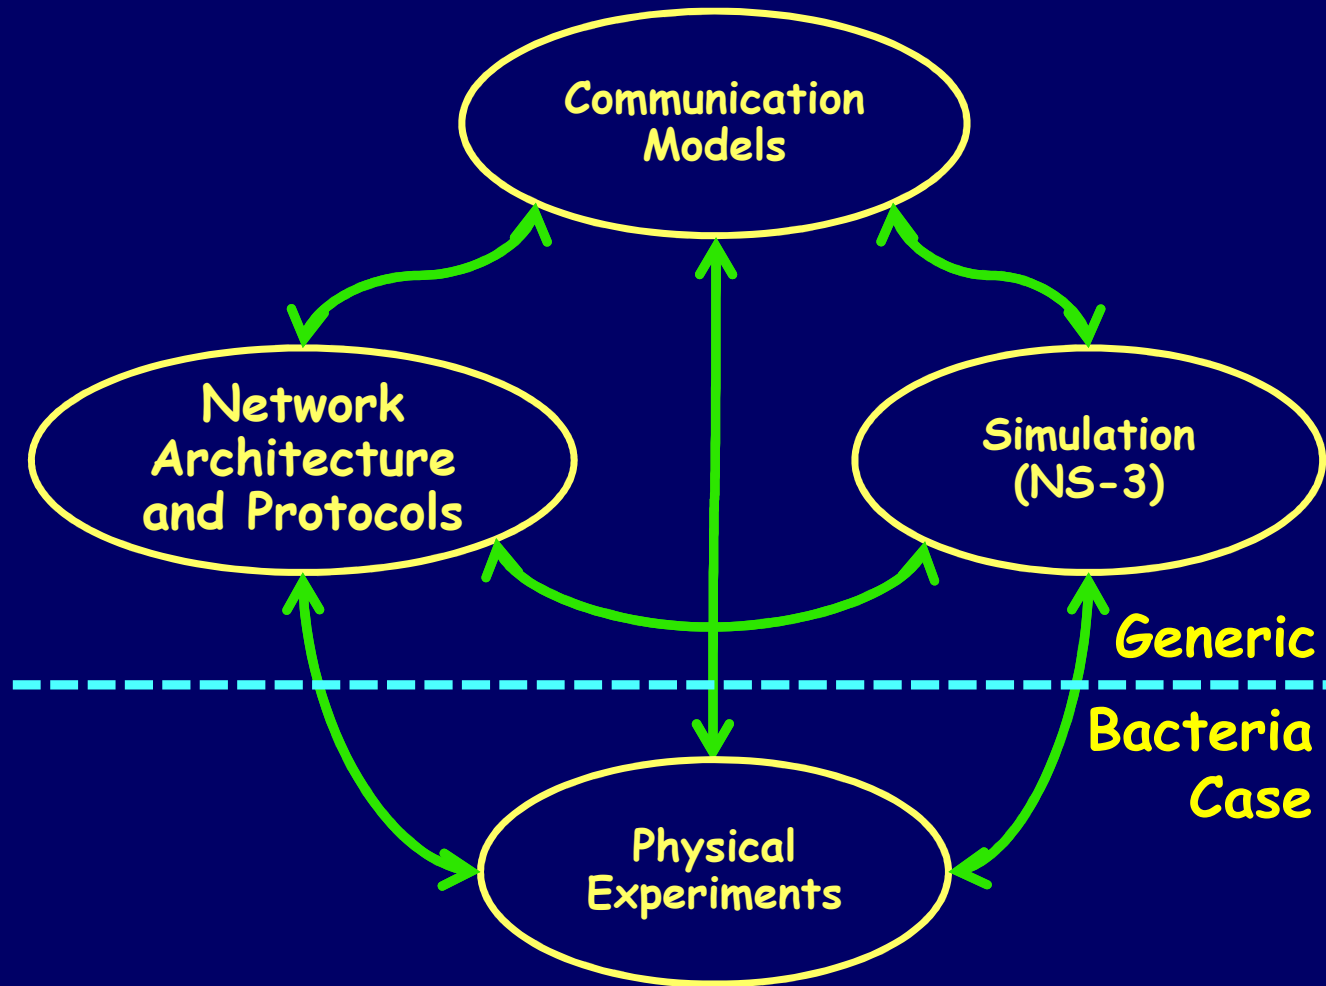 Communication
Models
Network
Architecture
and Protocols
Simulation
(NS-3)
Generic
Bacteria
Case
Physical
Experiments